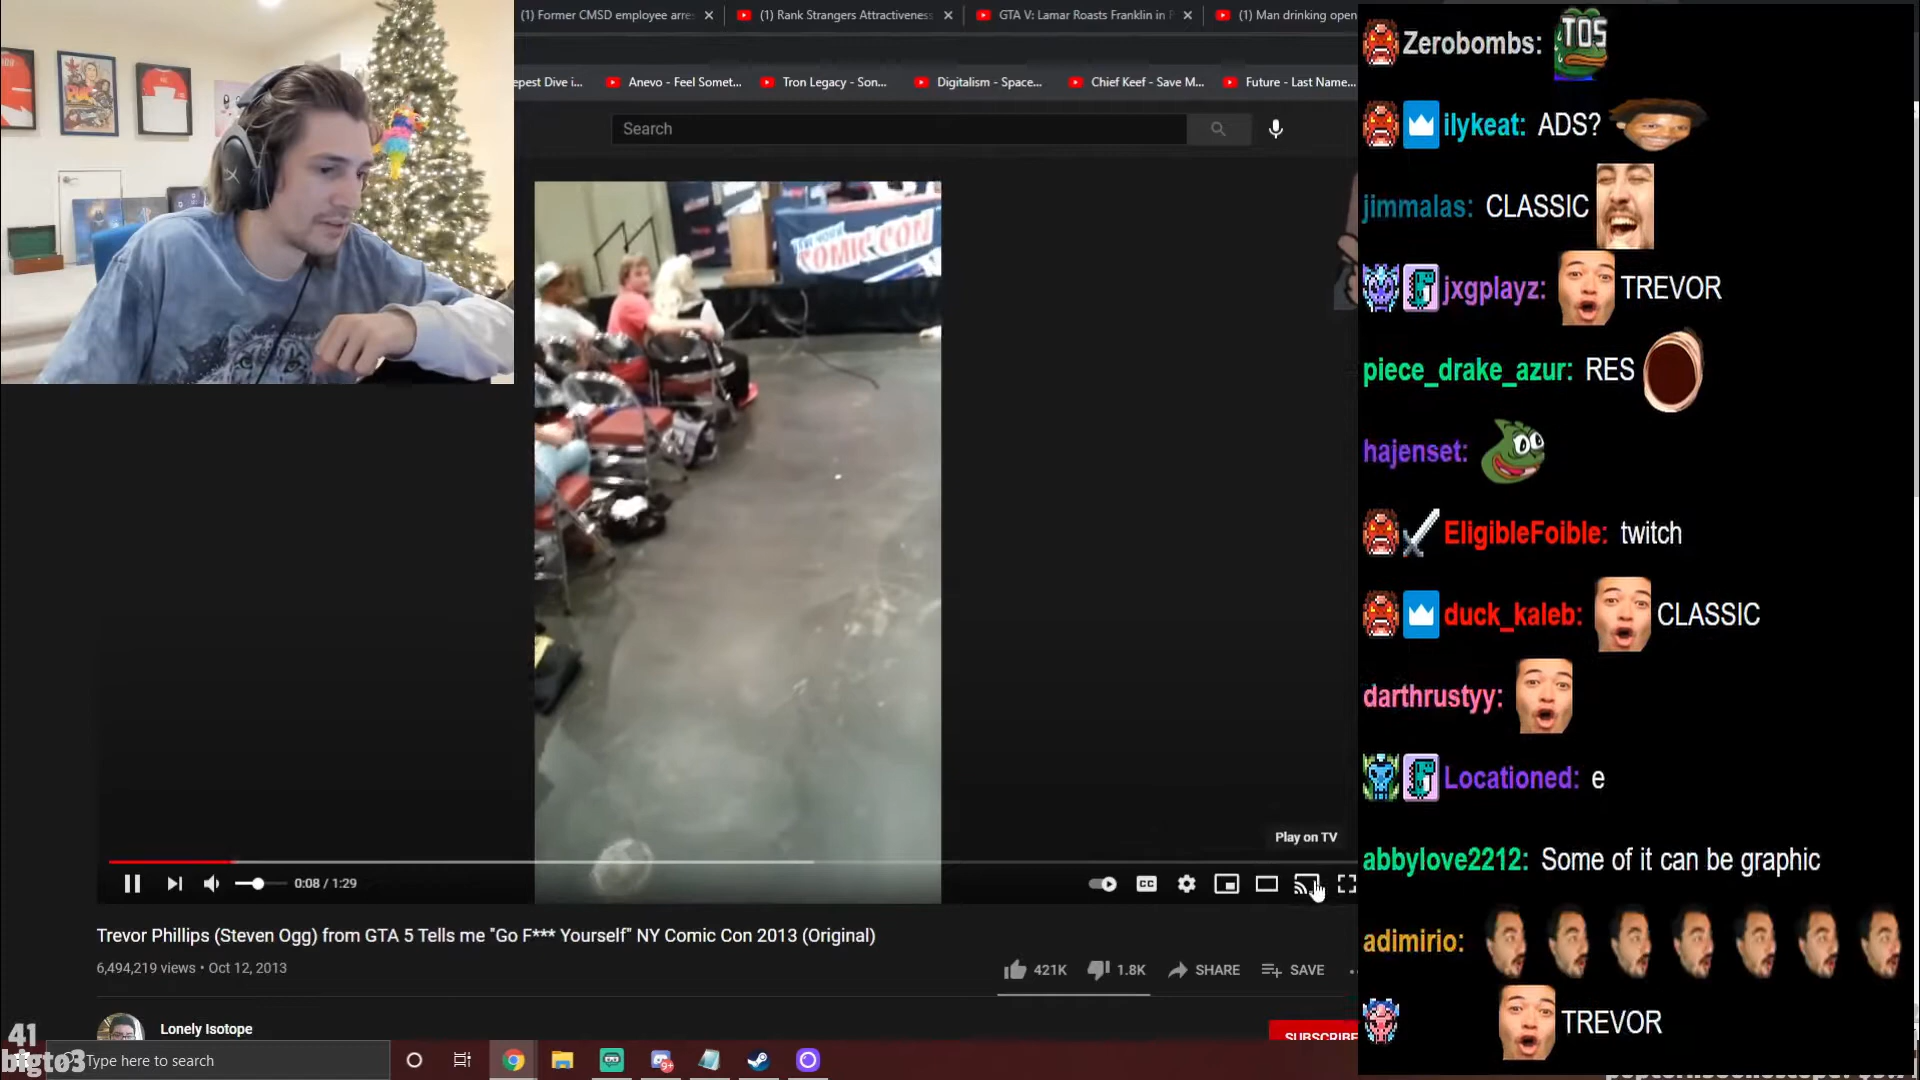 (1) Former CMSD employee arre
(1) Rank Strangers Attractiveness
GTA V: Lamar Roasts Franklin in
(1) Man drinking open
epest Dive i...
Anevo - Feel Somet...
Tron Legacy - Son...
Digitalism - Space...
Chief Keef - Save M...
Future - Last Name...
Search
NEW YORK
COMIC CON
Play on TV
0:08 / 1:29
Trevor Phillips (Steven Ogg) from GTA 5 Tells me "Go F*** Yourself" NY Comic Con 2013 (Original)
6,494,219 views • Oct 12, 2013
421K
1.8K
SHARE
SAVE
Lonely Isotope
SUBSCRIBE
41
bigto3
Type here to search
Zerobombs: TOS
ilykeat: ADS?
jimmalas: CLASSIC
jxgplayz: TREVOR
piece_drake_azur: RES
hajenset:
EligibleFoible: twitch
duck_kaleb: CLASSIC
darthrustyy:
Locationed: e
abbylove2212: Some of it can be graphic
adimirio:
TREVOR